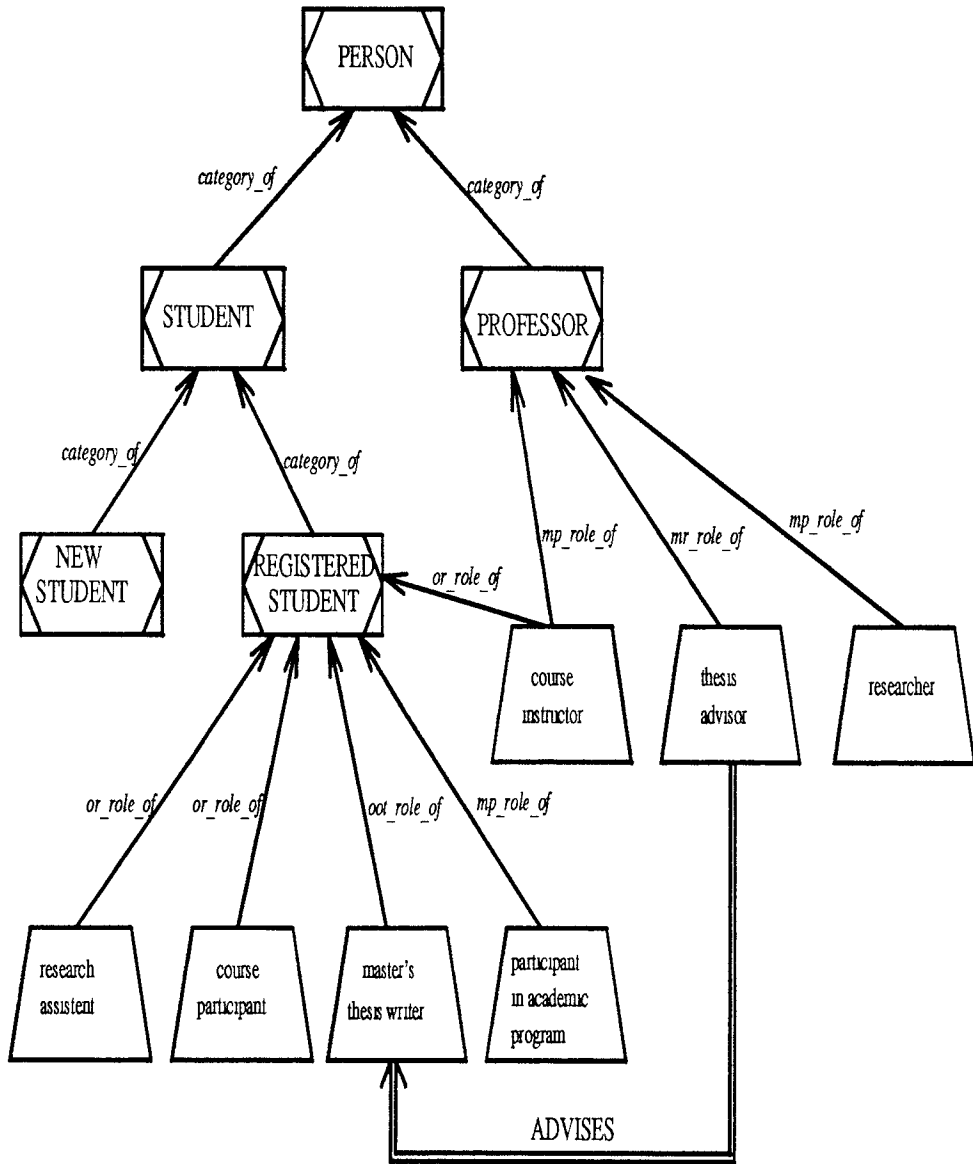 PERSON
category_of
category_of
STUDENT
PROFESSOR
category_of
category_of
mp_role_of
mr_role_of
mp_role_of
NEW
STUDENT
REGISTERED
STUDENT
or_role_of
course
instructor
thesis
advisor
researcher
or_role_of
or_role_of
oot_role_of
mp_role_of
research
assistent
course
participant
master's
thesis writer
participant
in academic
program
ADVISES